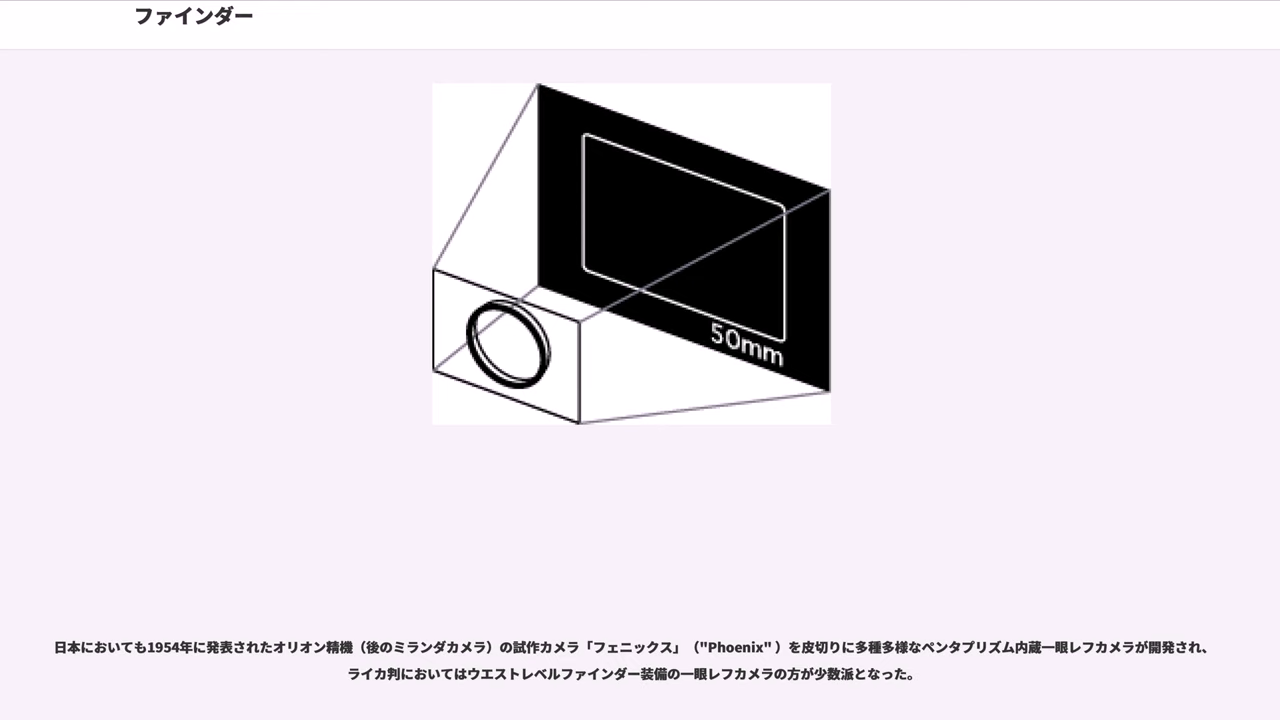 ファインダー
50mm
日本においても1954年に発表されたオリオン精機（後のミランダカメラ）の試作カメラ「フェニックス」（"Phoenix" ）を皮切りに多種多様なペンタプリズム内蔵一眼レフカメラが開発され、
ライカ判においてはウエストレベルファインダー装備の一眼レフカメラの方が少数派となった。